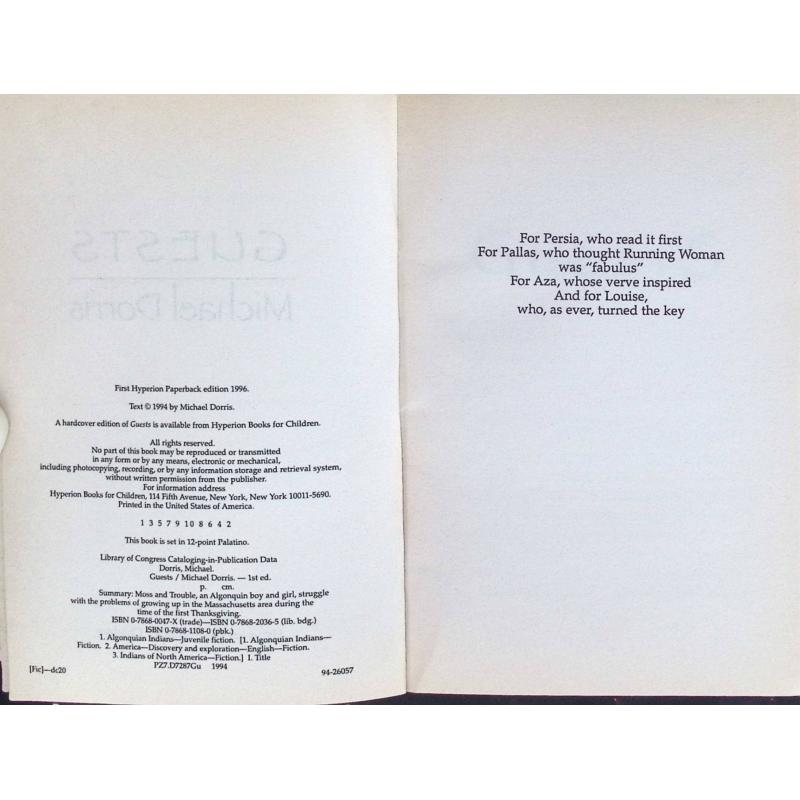 GUESTS
Michael Dorris
First Hyperion Paperback edition 1996.
Text © 1994 by Michael Dorris.
A hardcover edition of Guests is available from Hyperion Books for Children.
All rights reserved.
No part of this book may be reproduced or transmitted
in any form or by any means, electronic or mechanical,
including photocopying, recording, or by any information storage and retrieval system,
without written permission from the publisher.
For information address
Hyperion Books for Children, 114 Fifth Avenue, New York, New York 10011-5690.
Printed in the United States of America.
1 3 5 7 9 10 8 6 4 2
This book is set in 12-point Palatino.
Library of Congress Cataloging-in-Publication Data
Dorris, Michael.
Guests / Michael Dorris. — 1st ed.
p. cm.
Summary: Moss and Trouble, an Algonquin boy and girl, struggle
with the problems of growing up in the Massachusetts area during the
time of the first Thanksgiving.
ISBN 0-7868-0047-X (trade)—ISBN 0-7868-2036-5 (lib. bdg.)
ISBN 0-7868-1108-0 (pbk.)
1. Algonquian Indians—Juvenile fiction. [1. Algonquian Indians—
Fiction. 2. America—Discovery and exploration—English—Fiction.
3. Indians of North America—Fiction.] I. Title
PZ7.D7287Gu 1994
[Fic]—dc20
94-26057
For Persia, who read it first
For Pallas, who thought Running Woman
was "fabulus"
For Aza, whose verve inspired
And for Louise,
who, as ever, turned the key